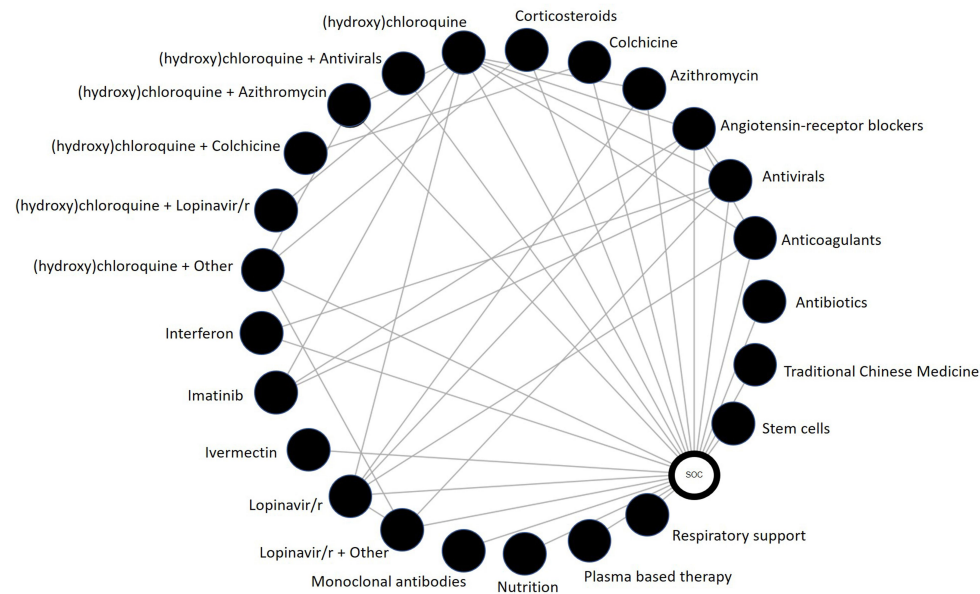 (hydroxy)chloroquine
Corticosteroids
Colchicine
(hydroxy)chloroquine + Antivirals
Azithromycin
(hydroxy)chloroquine + Azithromycin
Angiotensin-receptor blockers
(hydroxy)chloroquine + Colchicine
Antivirals
(hydroxy)chloroquine + Lopinavir/r
Anticoagulants
(hydroxy)chloroquine + Other
Antibiotics
Interferon
Traditional Chinese Medicine
Imatinib
Stem cells
Ivermectin
SOC
Lopinavir/r
Respiratory support
Lopinavir/r + Other
Plasma based therapy
Monoclonal antibodies
Nutrition